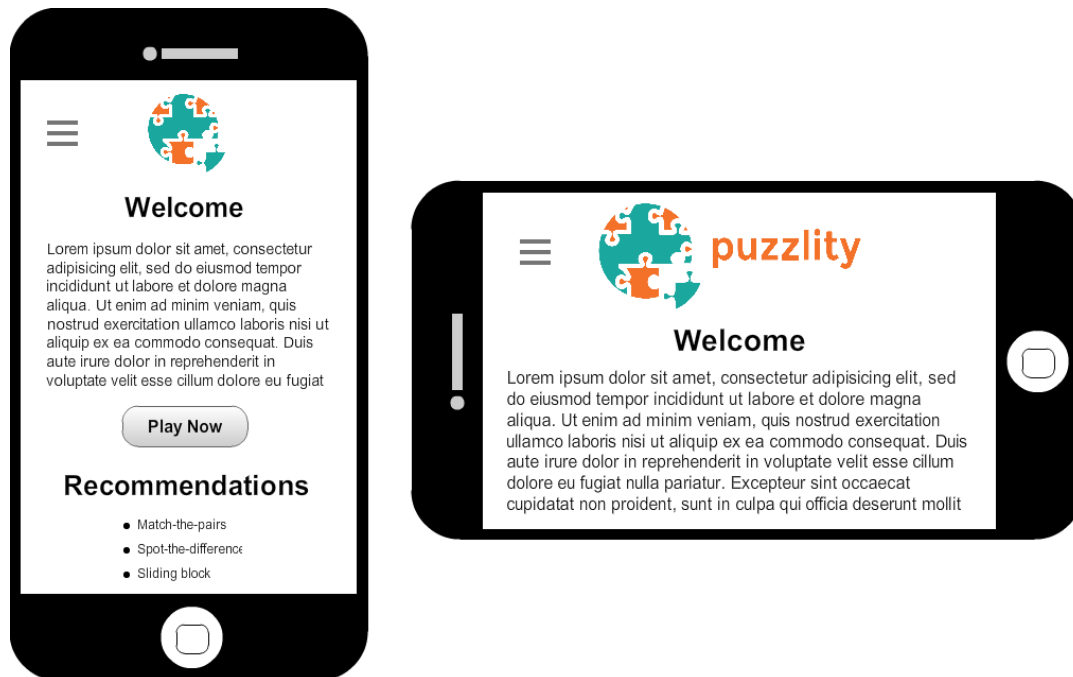 Welcome
Lorem ipsum dolor sit amet, consectetur
adipisicing elit, sed do eiusmod tempor
incididunt ut labore et dolore magna
aliqua. Ut enim ad minim veniam, quis
nostrud exercitation ullamco laboris nisi ut
aliquip ex ea commodo consequat. Duis
aute irure dolor in reprehenderit in
voluptate velit esse cillum dolore eu fugiat
Play Now
Recommendations
Match-the-pairs
Spot-the-difference
Sliding block
puzzlity
Welcome
Lorem ipsum dolor sit amet, consectetur adipisicing elit, sed
do eiusmod tempor incididunt ut labore et dolore magna
aliqua. Ut enim ad minim veniam, quis nostrud exercitation
ullamco laboris nisi ut aliquip ex ea commodo consequat. Duis
aute irure dolor in reprehenderit in voluptate velit esse cillum
dolore eu fugiat nulla pariatur. Excepteur sint occaecat
cupidatat non proident, sunt in culpa qui officia deserunt mollit